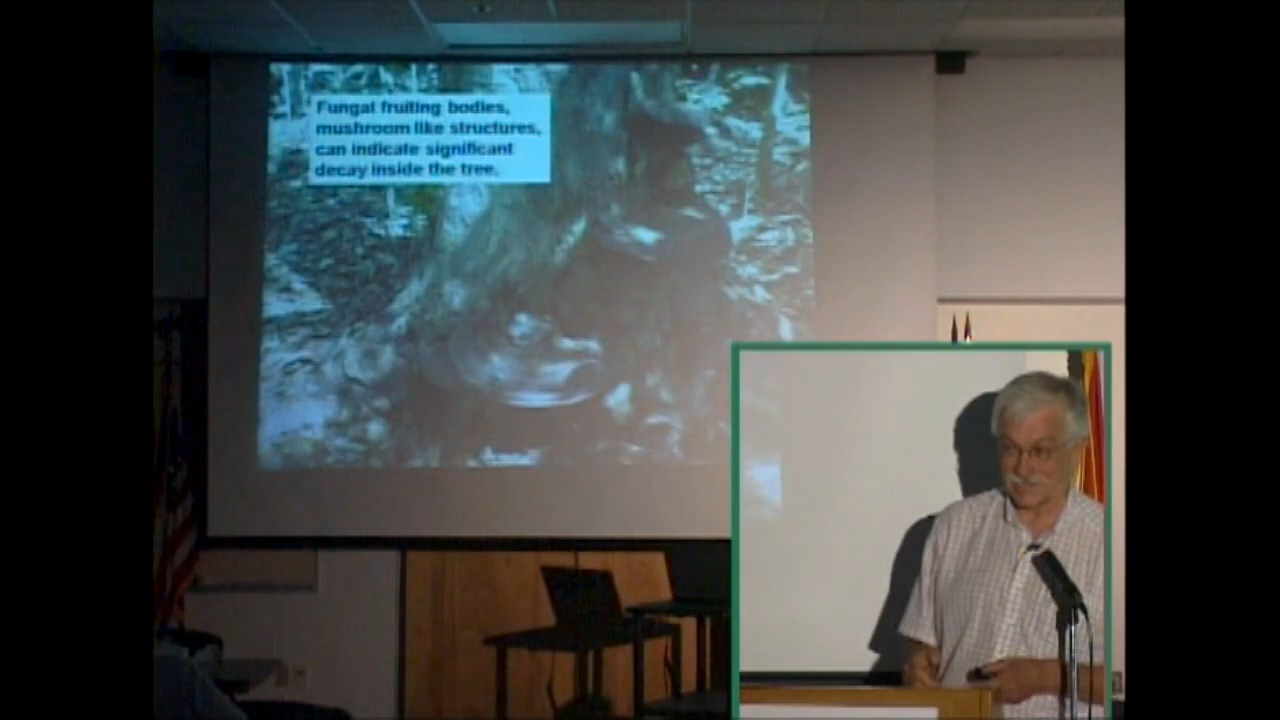 Fungal fruiting bodies,
mushroom like structures,
can indicate significant
decay inside the tree.